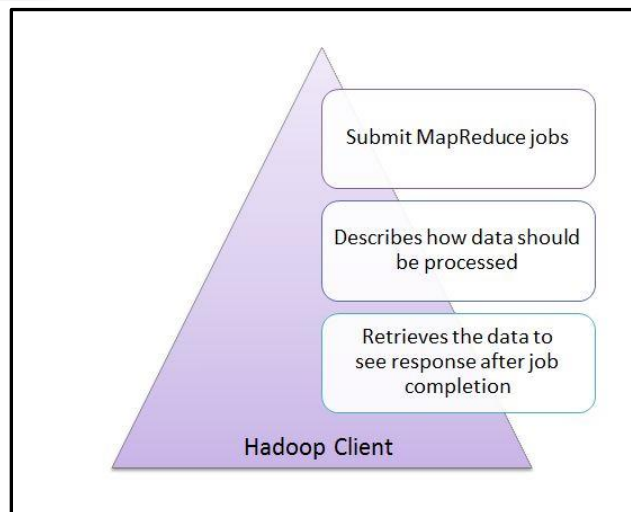 Submit MapReduce jobs
Describes how data should
be processed
Retrieves the data to
see response after job
completion
Hadoop Client